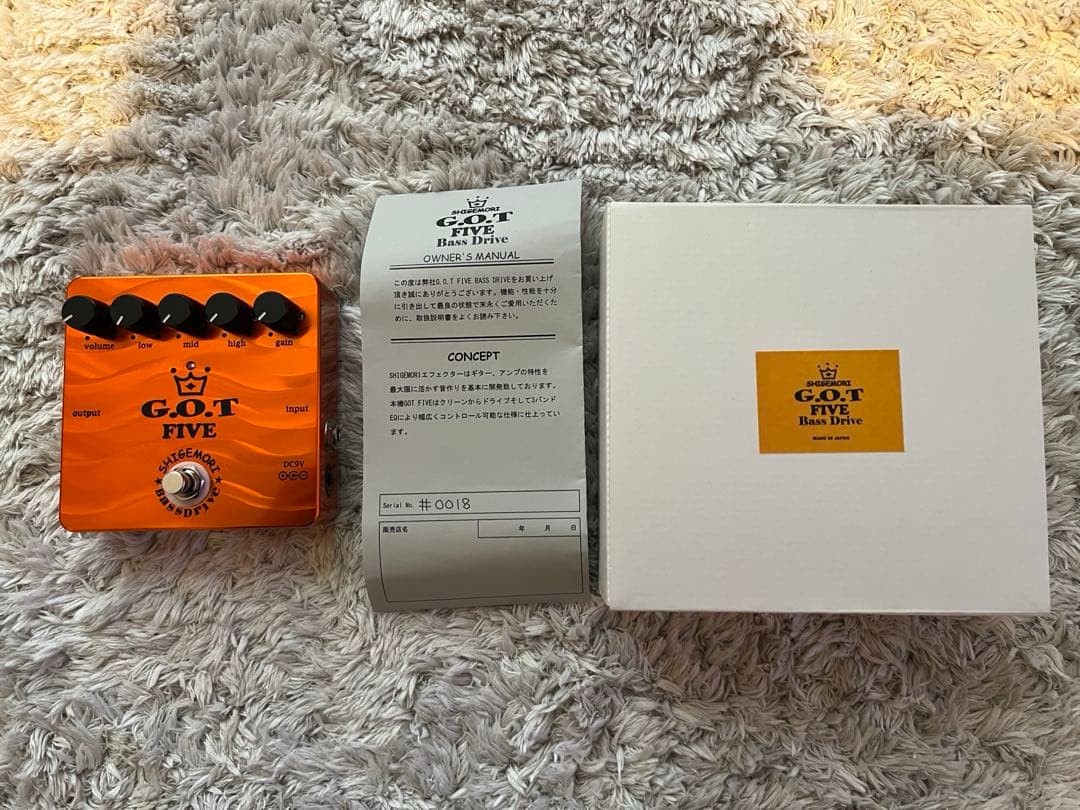 volume low mid high gain
output
G.O.T
input
FIVE
SHIGEMORI
BassDrive
DC9V
SHIGEMORI
G.O.T
FIVE
Bass Drive
OWNER'S MANUAL
この度は弊社G.O.T FIVE BASS DRIVEをお買い上げ
頂き誠にありがとうございます。機能・性能を十分
に引き出して最良の状態で末永くご愛用いただくた
めに、取扱説明書をよくお読み下さい。
CONCEPT
SHIGEMORIエフェクターはギター、アンプの特性を
最大限に活かす音作りを基本に開発致しております。
本機GOT FIVEはクリーンからドライブそして3バンド
EQにより幅広くコントロール可能な仕様に仕上ってい
ます。
Serial No. #0018
販売店名 年 月 日
SHIGEMORI
G.O.T
FIVE
Bass Drive
MADE IN JAPAN